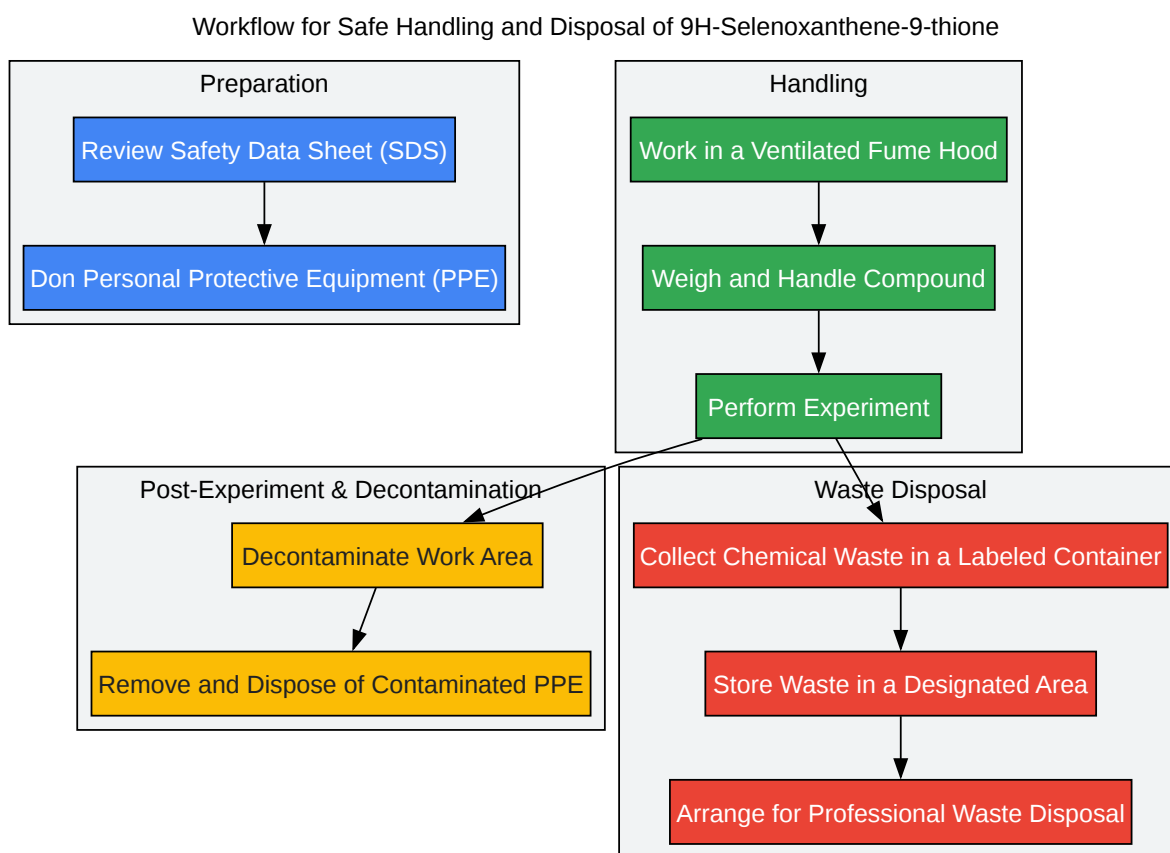 Workflow for Safe Handling and Disposal of 9H-Selenoxanthene-9-thione
Preparation
Review Safety Data Sheet (SDS)
Don Personal Protective Equipment (PPE)
Handling
Work in a Ventilated Fume Hood
Weigh and Handle Compound
Perform Experiment
Post-Experiment & Decontamination
Decontaminate Work Area
Remove and Dispose of Contaminated PPE
Waste Disposal
Collect Chemical Waste in a Labeled Container
Store Waste in a Designated Area
Arrange for Professional Waste Disposal